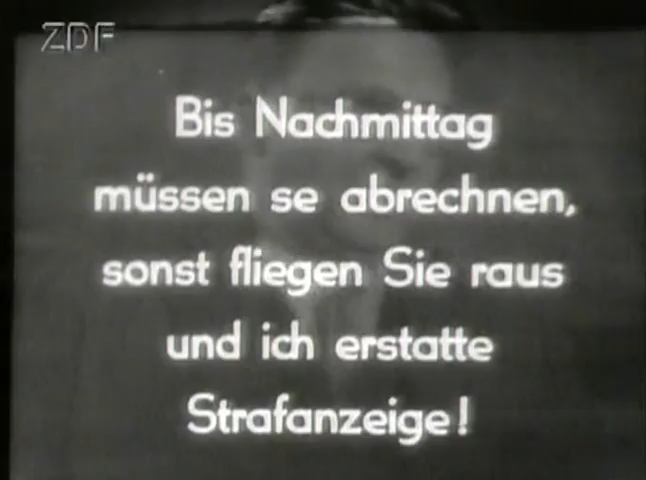 ZDF
Bis Nachmittag
müssen se abrechnen,
sonst fliegen Sie raus
und ich erstatte
Strafanzeige!